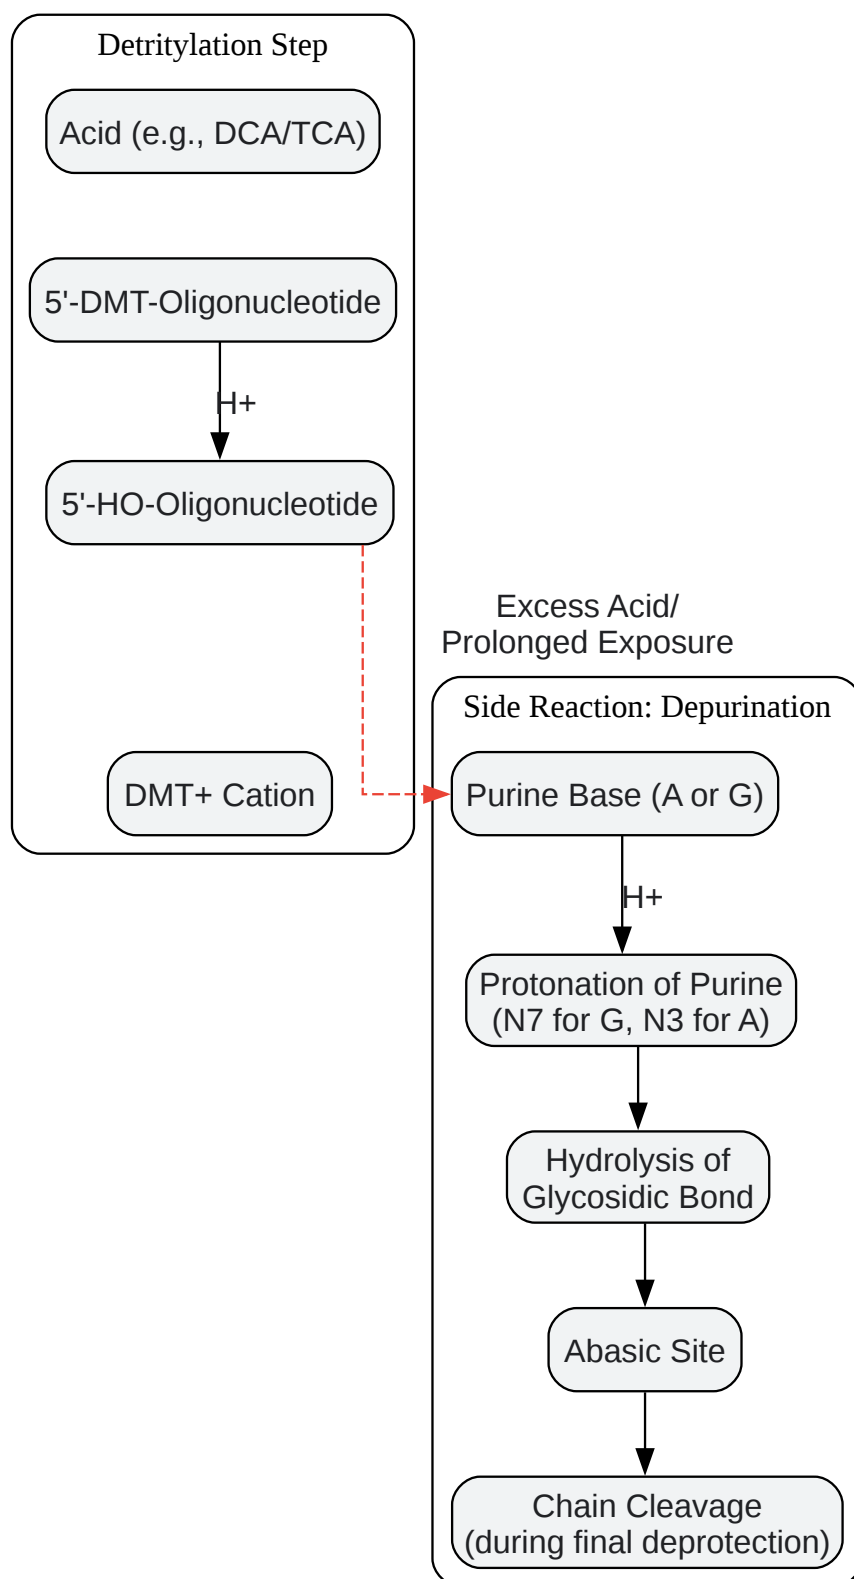 Detritylation Step
Acid (e.g., DCA/TCA)
5'-DMT-Oligonucleotide
H+
5'-HO-Oligonucleotide
DMT+ Cation
Excess Acid/
Prolonged Exposure
Side Reaction: Depurination
Purine Base (A or G)
H+
Protonation of Purine
(N7 for G, N3 for A)
Hydrolysis of
Glycosidic Bond
Abasic Site
Chain Cleavage
(during final deprotection)